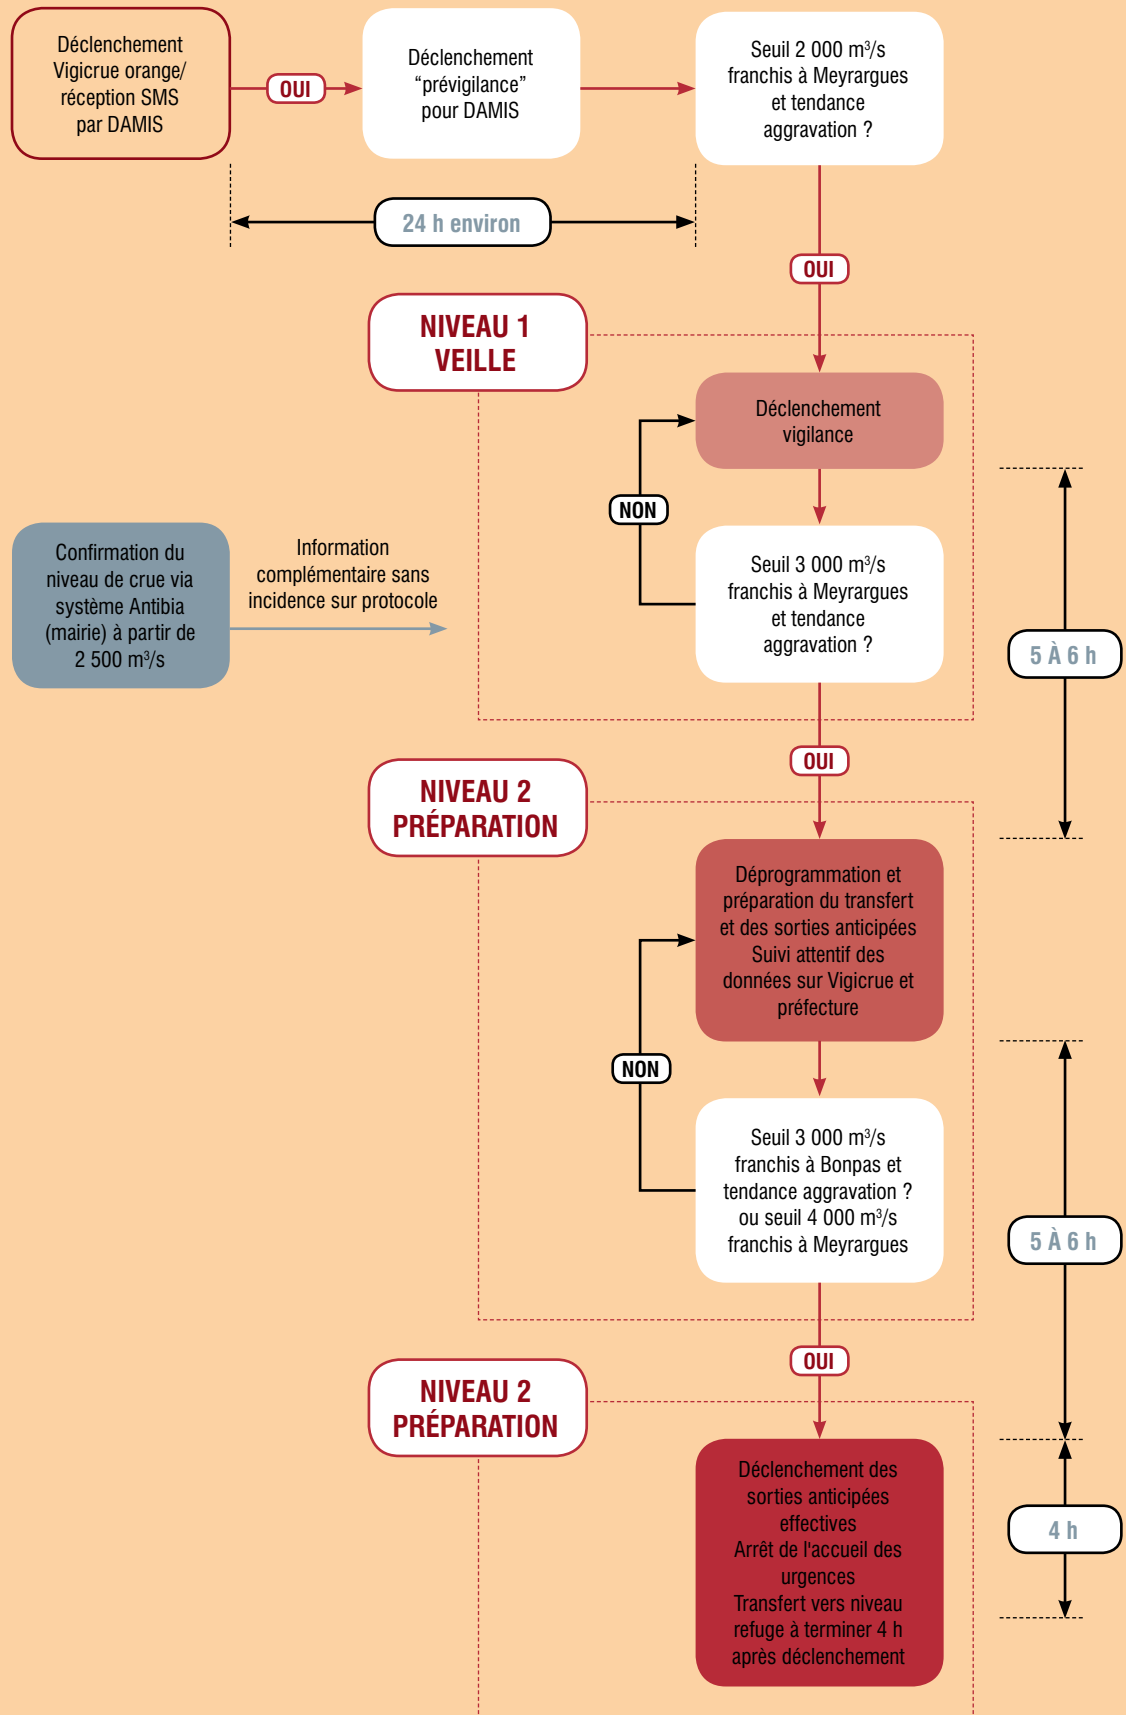 Déclenchement
Vigicrue orange/
réception SMS
par DAMIS
OUI
Déclenchement
“prévigilance”
pour DAMIS
Seuil 2 000 m³/s
franchis à Meyrargues
et tendance
aggravation ?
24 h environ
OUI
NIVEAU 1
VEILLE
Déclenchement
vigilance
NON
Seuil 3 000 m³/s
franchis à Meyrargues
et tendance
aggravation ?
5 À 6 h
Confirmation du
niveau de crue via
système Antibia
(mairie) à partir de
2 500 m³/s
Information
complémentaire sans
incidence sur protocole
OUI
NIVEAU 2
PRÉPARATION
Déprogrammation et
préparation du transfert
et des sorties anticipées
Suivi attentif des
données sur Vigicrue et
préfecture
NON
Seuil 3 000 m³/s
franchis à Bonpas et
tendance aggravation ?
ou seuil 4 000 m³/s
franchis à Meyrargues
5 À 6 h
OUI
NIVEAU 2
PRÉPARATION
Déclenchement des
sorties anticipées
effectives
Arrêt de l'accueil des
urgences
Transfert vers niveau
refuge à terminer 4 h
après déclenchement
4 h